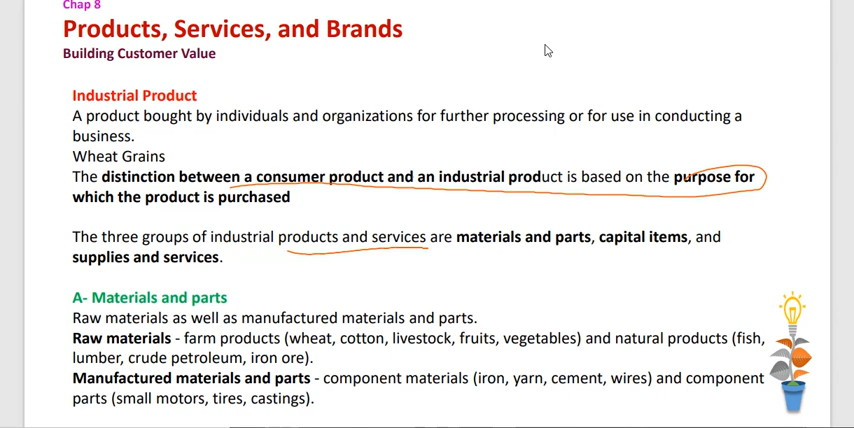 Chap 8
Products, Services, and Brands
Building Customer Value
Industrial Product
A product bought by individuals and organizations for further processing or for use in conducting a
business.
Wheat Grains
The distinction between a consumer product and an industrial product is based on the purpose for
which the product is purchased
The three groups of industrial products and services are materials and parts, capital items, and
supplies and services.
A- Materials and parts
Raw materials as well as manufactured materials and parts.
Raw materials - farm products (wheat, cotton, livestock, fruits, vegetables) and natural products (fish,
lumber, crude petroleum, iron ore).
Manufactured materials and parts - component materials (iron, yarn, cement, wires) and component
parts (small motors, tires, castings).